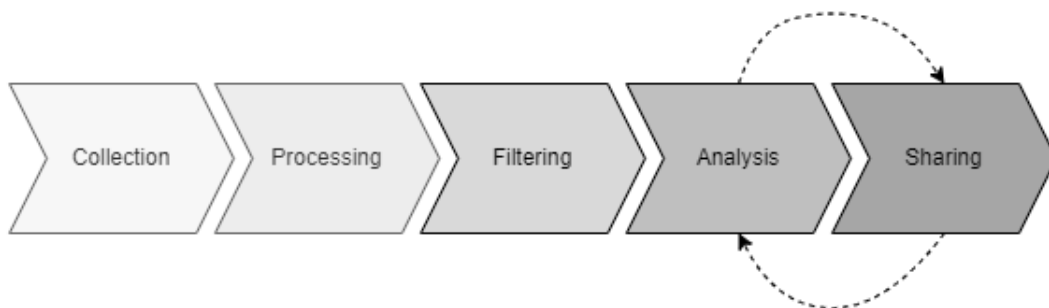 Collection
Processing
Filtering
Analysis
Sharing